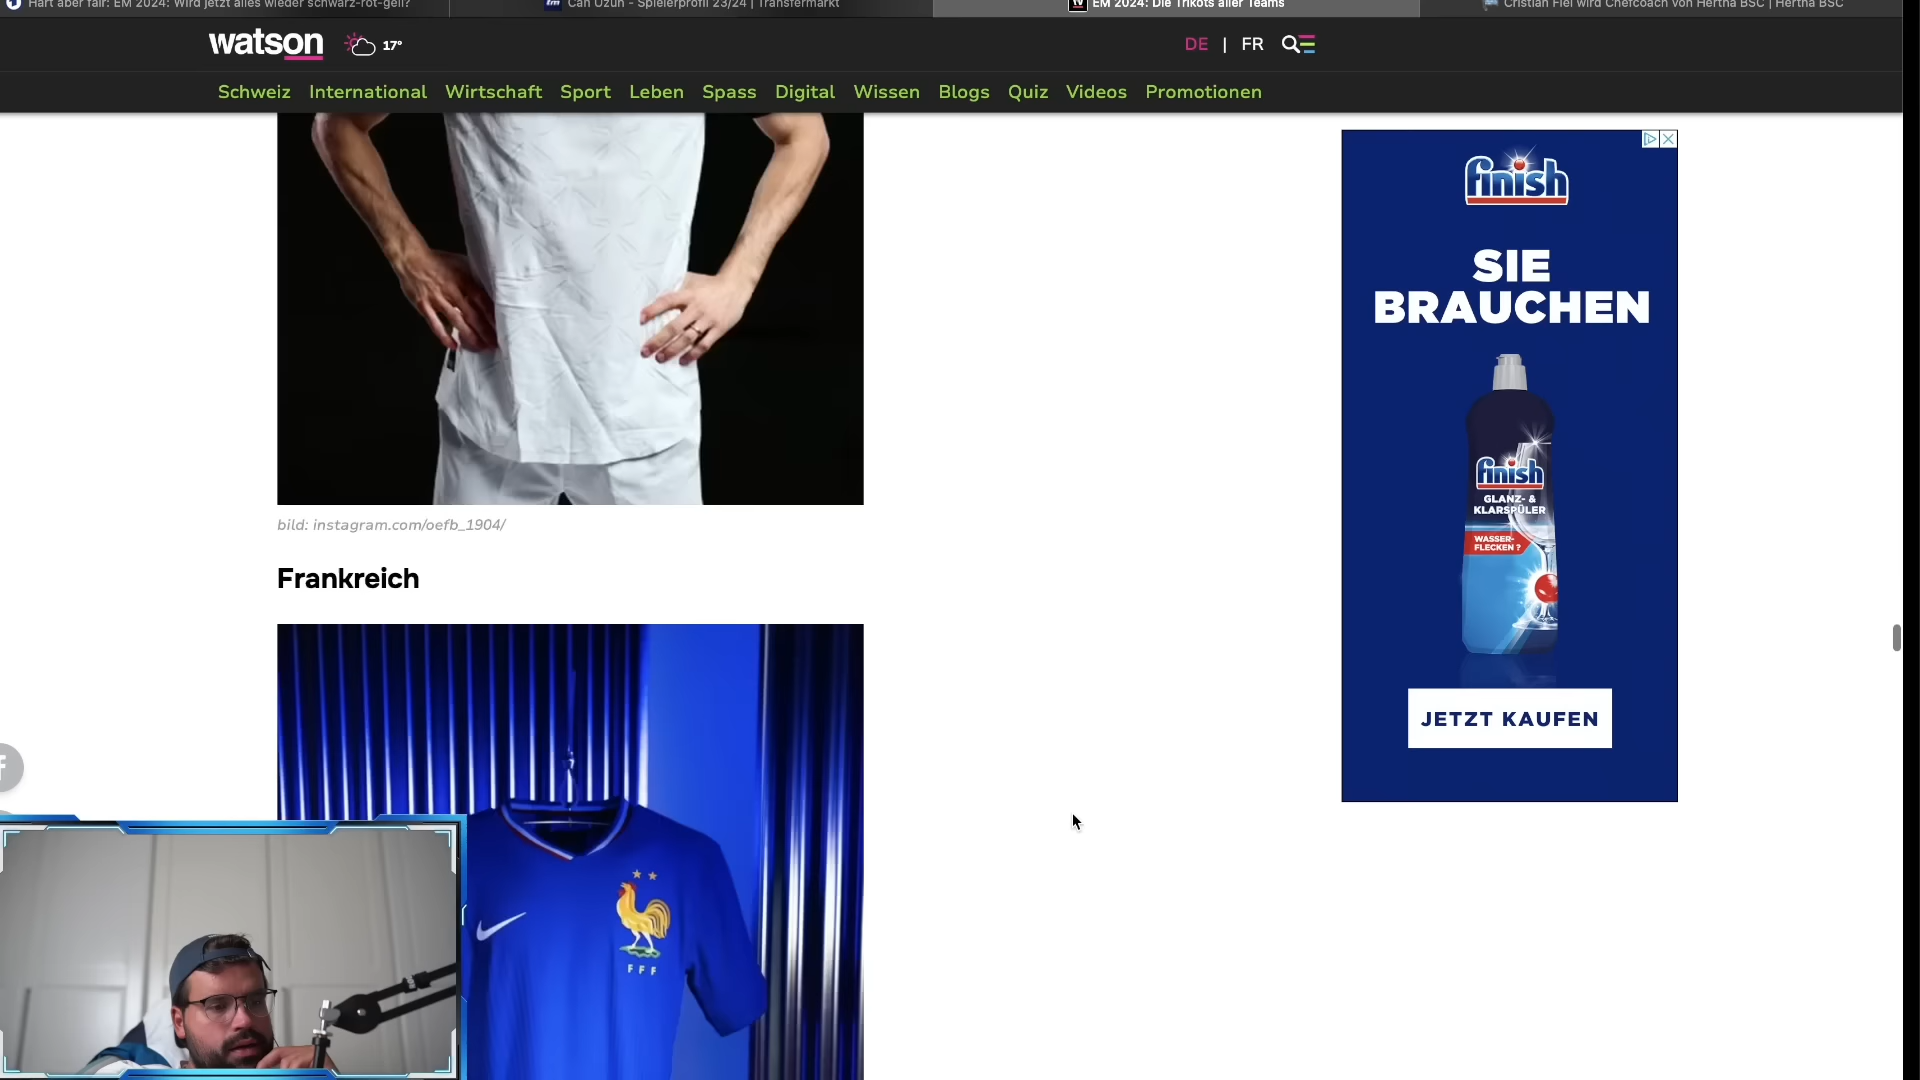 Hart aber fair: EM 2024: Wird jetzt alles wieder schwarz-rot-geil?
tm Can Uzun - Spielerprofil 23/24 | Transfermarkt
EM 2024: Die Trikots aller Teams
Cristian Fiel wird Chefcoach von Hertha BSC | Hertha BSC
watson
17°
DE | FR
Schweiz International Wirtschaft Sport Leben Spass Digital Wissen Blogs Quiz Videos Promotionen
bild: instagram.com/oefb_1904/
Frankreich
FFF
finish
SIE
BRAUCHEN
finish
GLANZ- &
KLARSPÜLER
WASSER-
FLECKEN?
JETZT KAUFEN
f